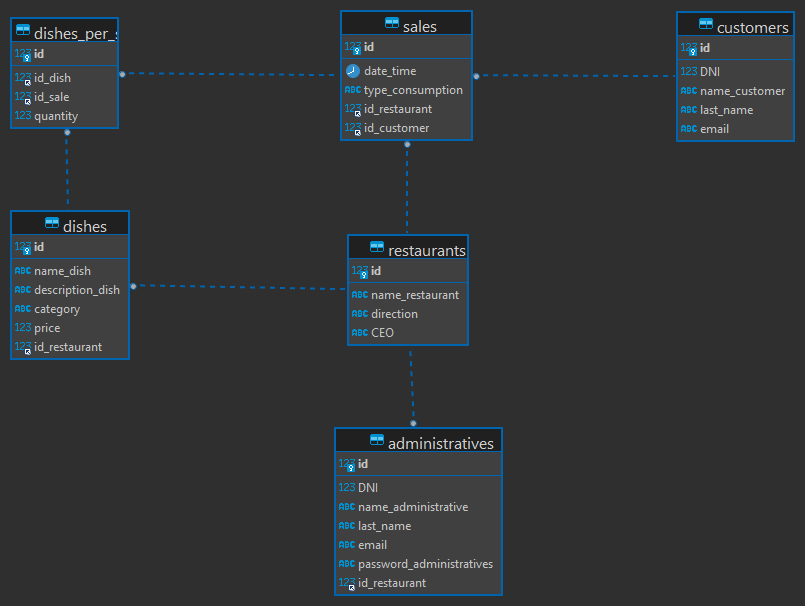 dishes_per_s
123 id
123 id_dish
123 id_sale
123 quantity
sales
123 id
date_time
ABC type_consumption
123 id_restaurant
123 id_customer
customers
123 id
123 DNI
ABC name_customer
ABC last_name
ABC email
dishes
123 id
ABC name_dish
ABC description_dish
ABC category
123 price
123 id_restaurant
restaurants
123 id
ABC name_restaurant
ABC direction
ABC CEO
administratives
123 id
123 DNI
ABC name_administrative
ABC last_name
ABC email
ABC password_administratives
123 id_restaurant